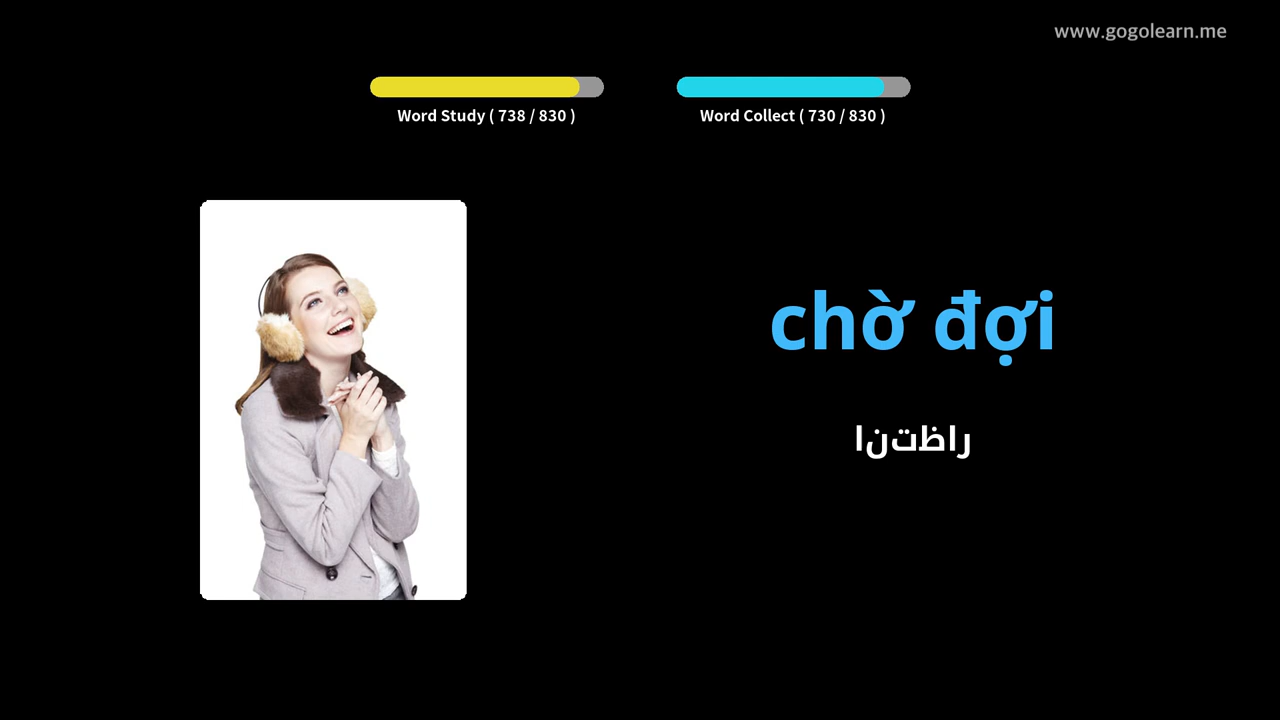 www.gogolearn.me
Word Study ( 738 / 830 )
Word Collect ( 730 / 830 )
chờ đợi
راظتنا